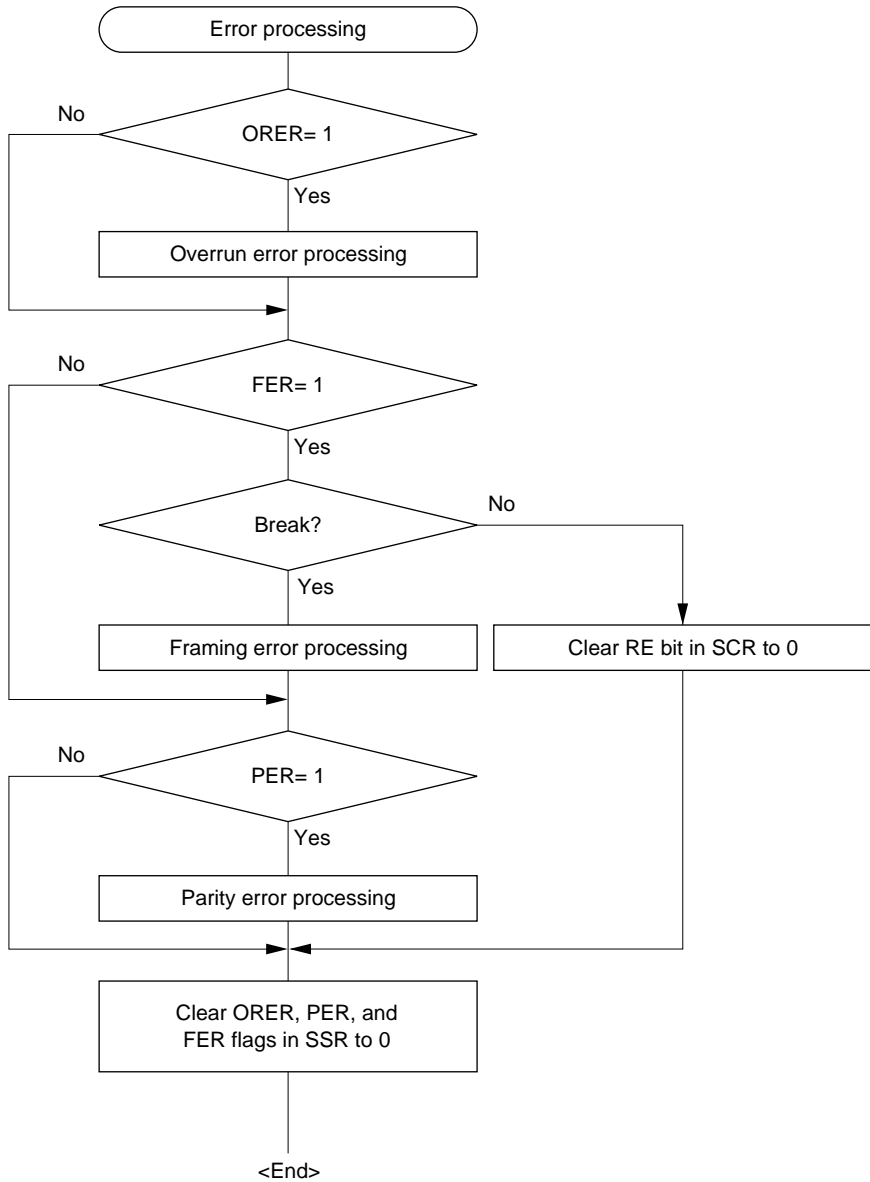 Error processing
No
ORER= 1
Yes
Overrun error processing
No
FER= 1
Yes
Break?
No
Yes
Framing error processing
Clear RE bit in SCR to 0
No
PER= 1
Yes
Parity error processing
Clear ORER, PER, and
FER flags in SSR to 0
<End>